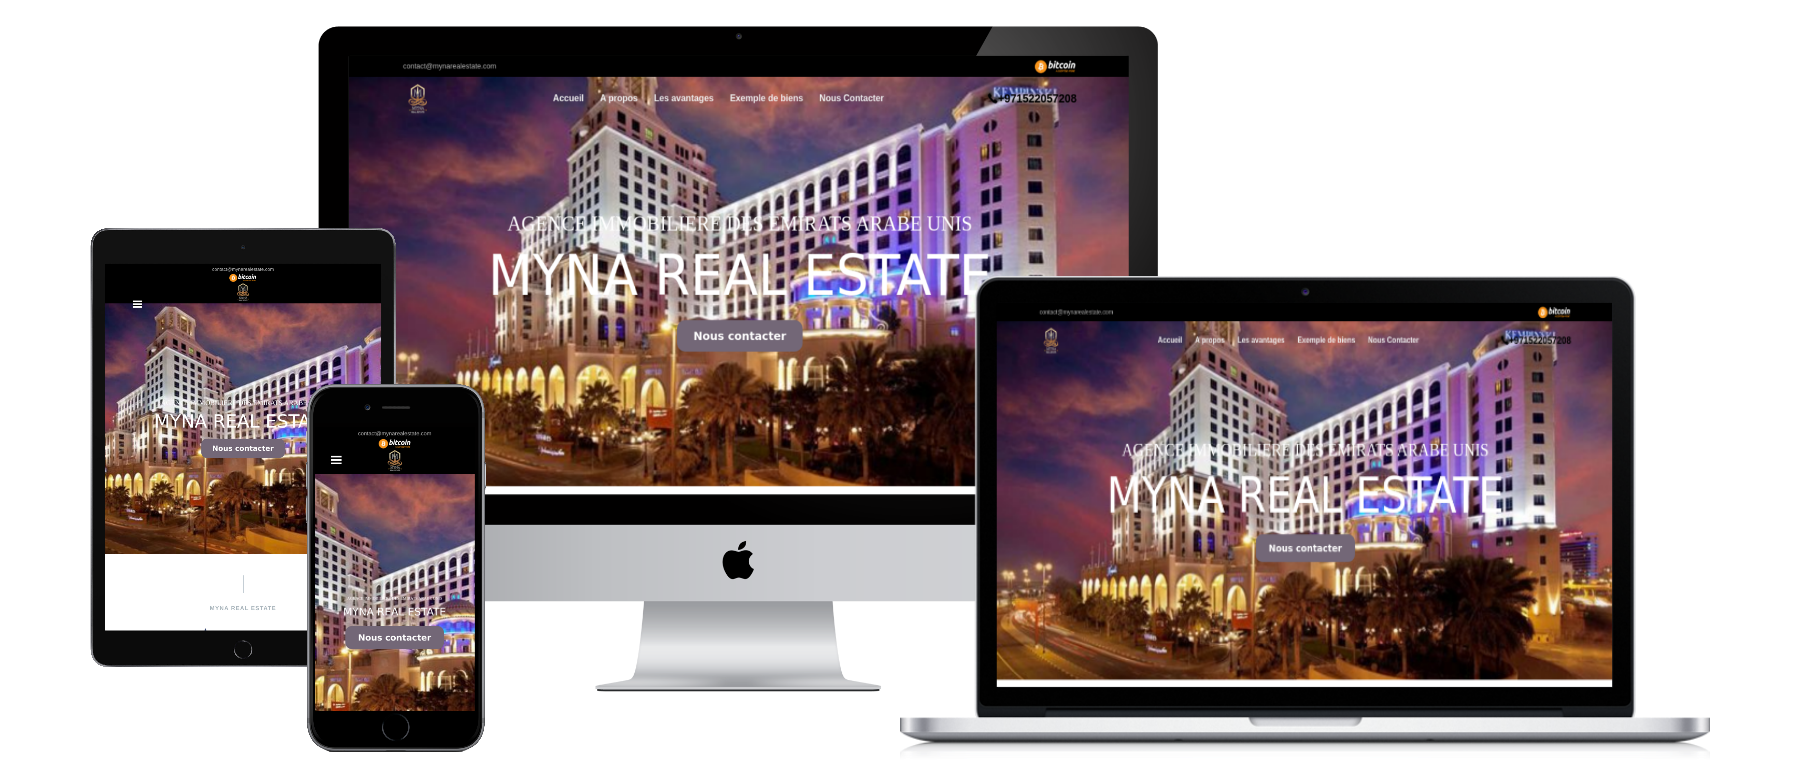 contact@mynarealestate.com
bitcoin
Accueil A propos Les avantages Exemple de biens Nous Contacter
KEMPINSKI
+971522057208
AGENCE IMMOBILIERE DES EMIRATS ARABE UNIS
MYNA REAL ESTATE
Nous contacter
contact@mynarealestate.com
bitcoin
MYNA REAL ESTA
Nous contacter
MYNA REAL ESTATE
contact@mynarealestate.com
bitcoin
MYNA REAL ESTATE
Nous contacter
contact@mynarealestate.com
bitcoin
Accueil A propos Les avantages Exemple de biens Nous Contacter
KEMPINSKI
+971522057208
AGENCE IMMOBILIERE DES EMIRATS ARABE UNIS
MYNA REAL ESTATE
Nous contacter